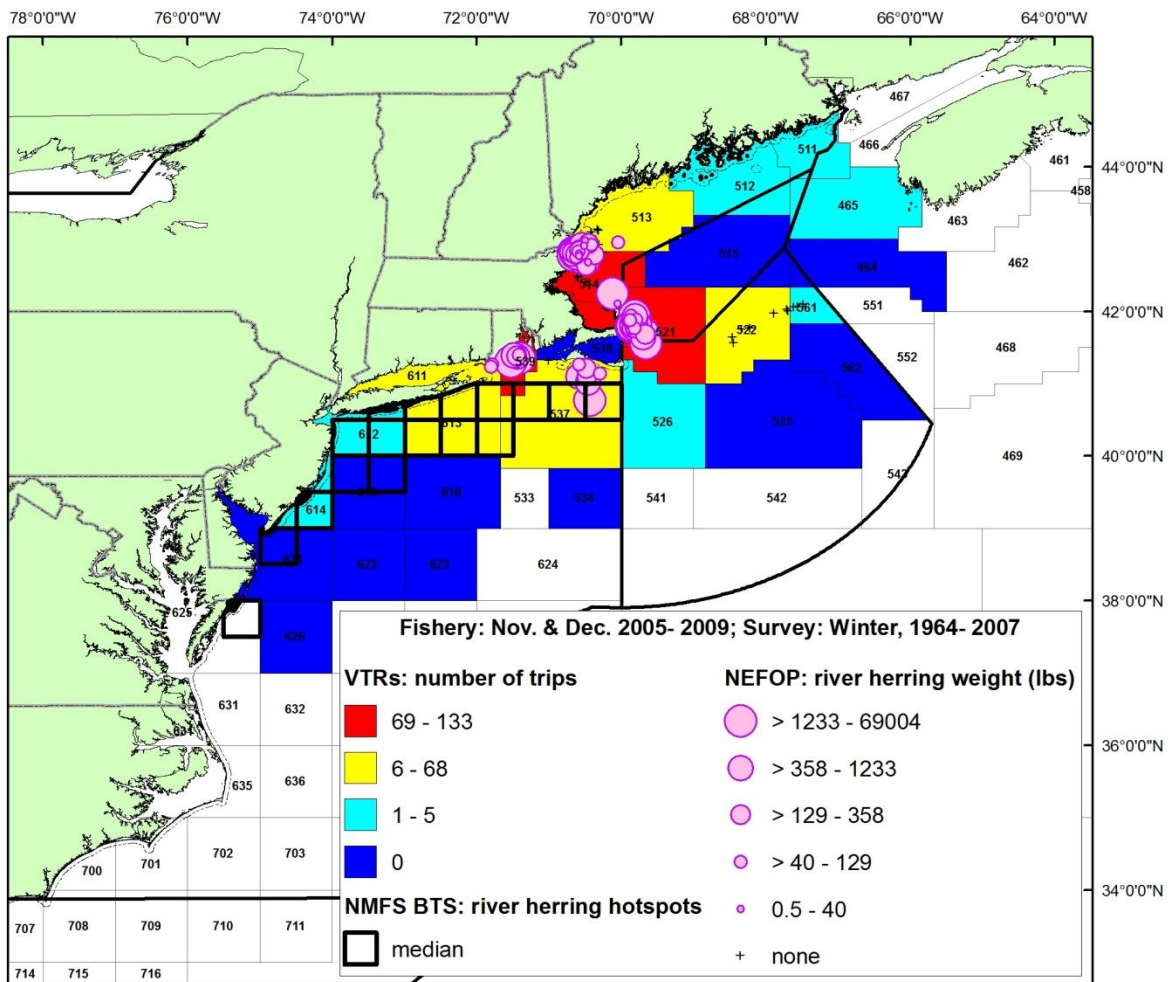 78°0'0"W 76°0'0"W 74°0'0"W 72°0'0"W 70°0'0"W 68°0'0"W 66°0'0"W 64°0'0"W
467
511 466 461
44°0'0"N
512 458
465 463
513
462
515
464
514
42°0'0"N
561 551
521 522
468
538 552
539
562
611
537
612 613 526 525
40°0'0"N
469
543
616 533 534 541 542
614
622 623 624
38°0'0"N
625
626
Fishery: Nov. & Dec. 2005- 2009; Survey: Winter, 1964- 2007
VTRs: number of trips
69 - 133
6 - 68
1 - 5
0
NMFS BTS: river herring hotspots
median
NEFOP: river herring weight (lbs)
> 1233 - 69004
> 358 - 1233
> 129 - 358
> 40 - 129
0.5 - 40
none
631 632
634
36°0'0"N
635 636
700 701 702 703
34°0'0"N
707 708 709 710 711
714 715 716